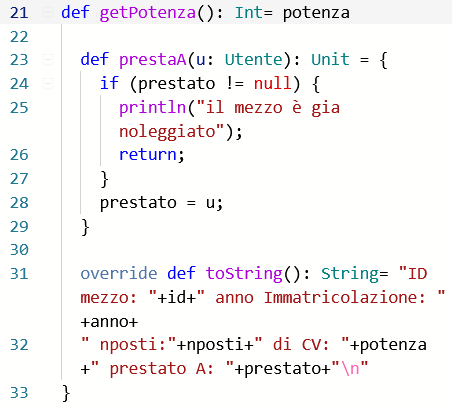 21 def getPotenza(): Int= potenza
22
23 def prestaA(u: Utente): Unit = {
24 if (prestato != null) {
25 println("il mezzo è gia
noleggiato");
26 return;
27 }
28 prestato = u;
29 }
30
31 override def toString(): String= "ID
mezzo: "+id+" anno Immatricolazione: "
+anno+
32 " nposti:"+nposti+" di CV: "+potenza
+" prestato A: "+prestato+"\n"
33 }